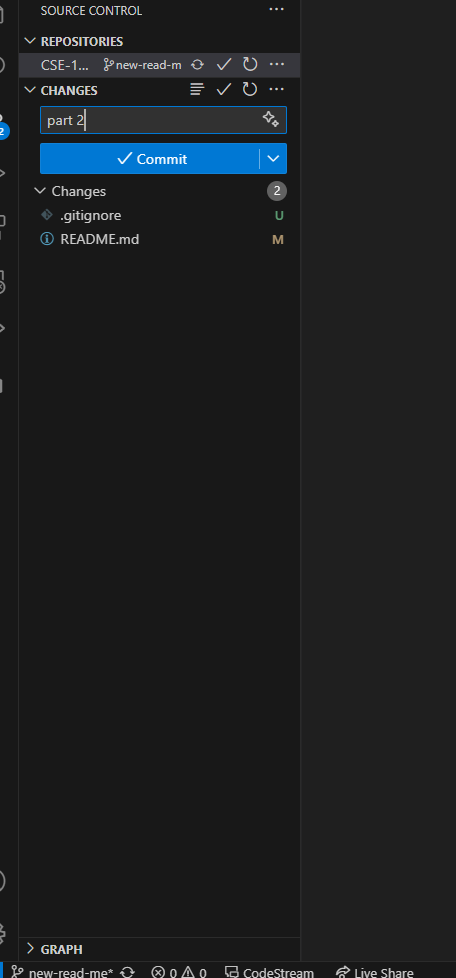 SOURCE CONTROL
REPOSITORIES
CSE-1... new-read-m
CHANGES
part 2
Commit
Changes 2
.gitignore U
README.md M
GRAPH
new-read-me* 0 0 CodeStream Live Share